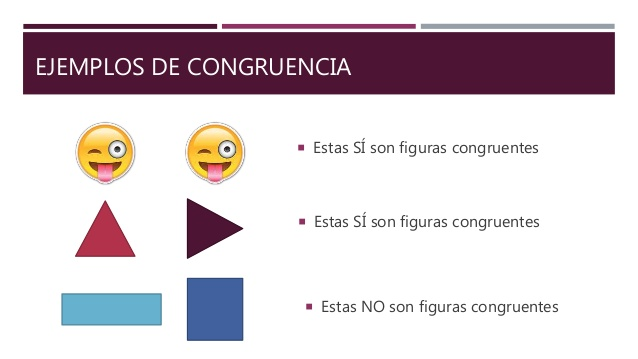 EJEMPLOS DE CONGRUENCIA
Estas SÍ son figuras congruentes
Estas SÍ son figuras congruentes
Estas NO son figuras congruentes